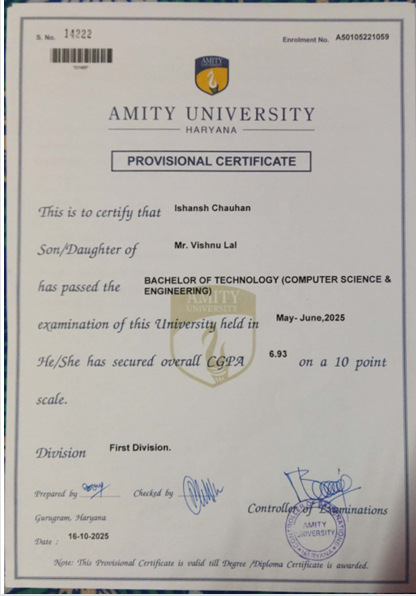 S. No. 14222
Enrolment No. A50105221059
AMITY
UNIVERSITY
AMITY UNIVERSITY
HARYANA
PROVISIONAL CERTIFICATE
This is to certify that Ishansh Chauhan
Son/Daughter of Mr. Vishnu Lal
has passed the BACHELOR OF TECHNOLOGY (COMPUTER SCIENCE &
ENGINEERING)
AMITY
UNIVERSITY
examination of this University held in May- June,2025
He/She has secured overall CGPA 6.93 on a 10 point
scale.
Division First Division.
Prepared by
Checked by
Controller of Examinations
Gurugram, Haryana
Date : 16-10-2025
AMITY
UNIVERSITY
Note: This Provisional Certificate is valid till Degree /Diploma Certificate is awarded.